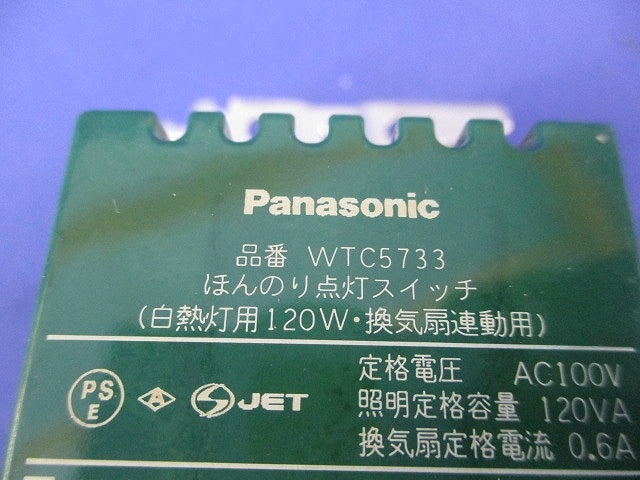 Panasonic
品番 WTC5733
ほんのり点灯スイッチ
(白熱灯用120W・換気扇連動用)
PS
E
A
JET
定格電圧 AC100V
照明定格容量 120VA
換気扇定格電流 0.6A